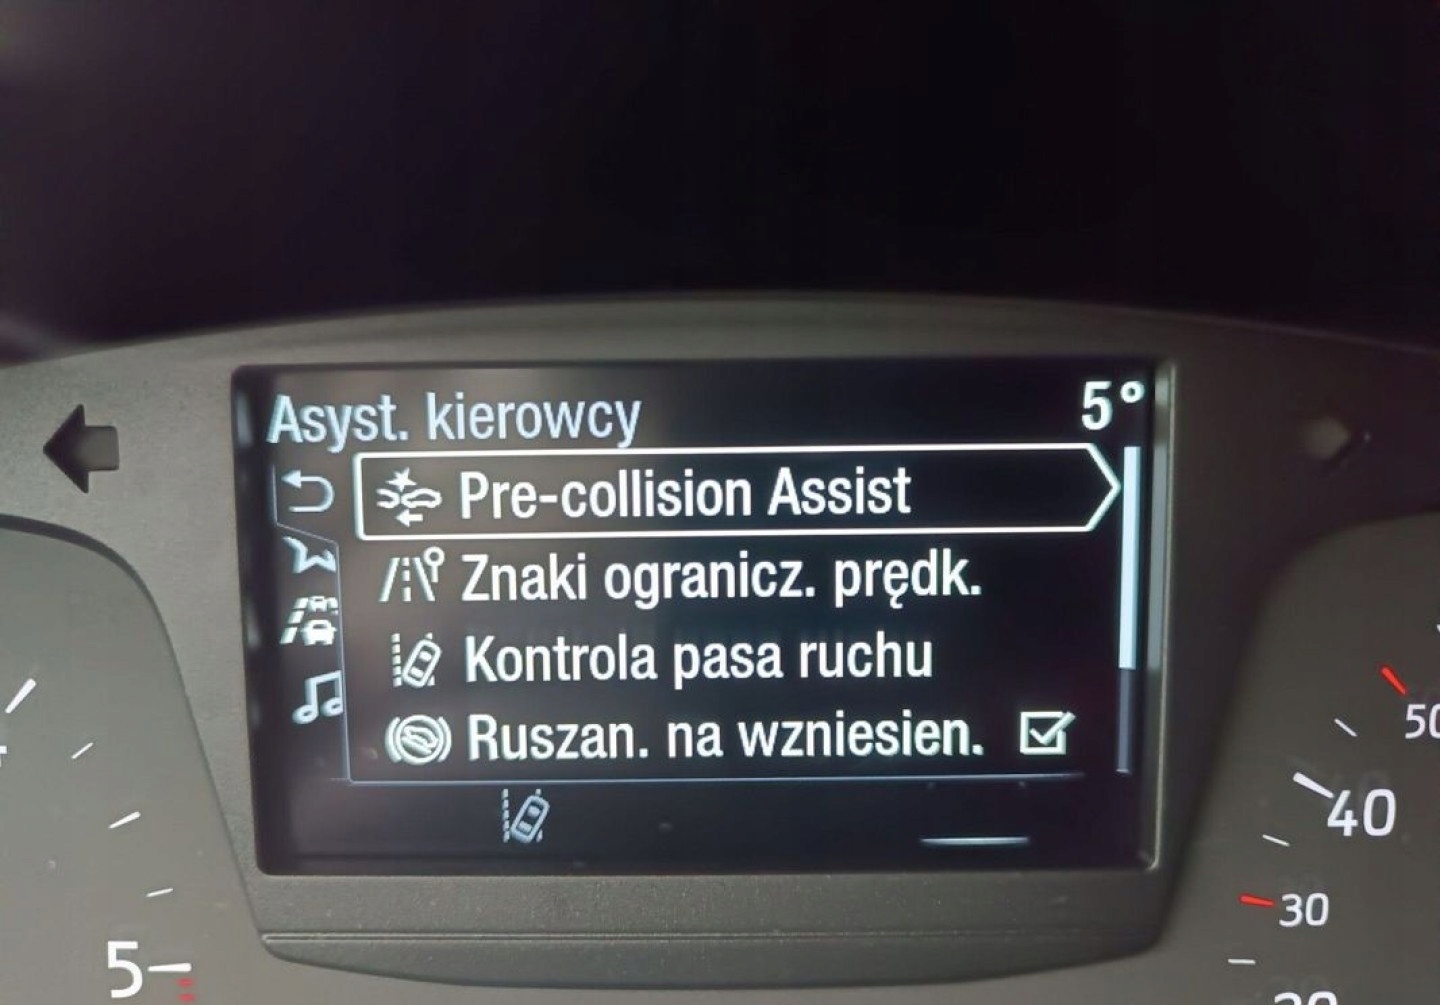 Asyst. kierowcy 5°
Pre-collision Assist
Znaki ogranicz. prędk.
Kontrola pasa ruchu
Ruszan. na wzniesien.
50
40
30
5